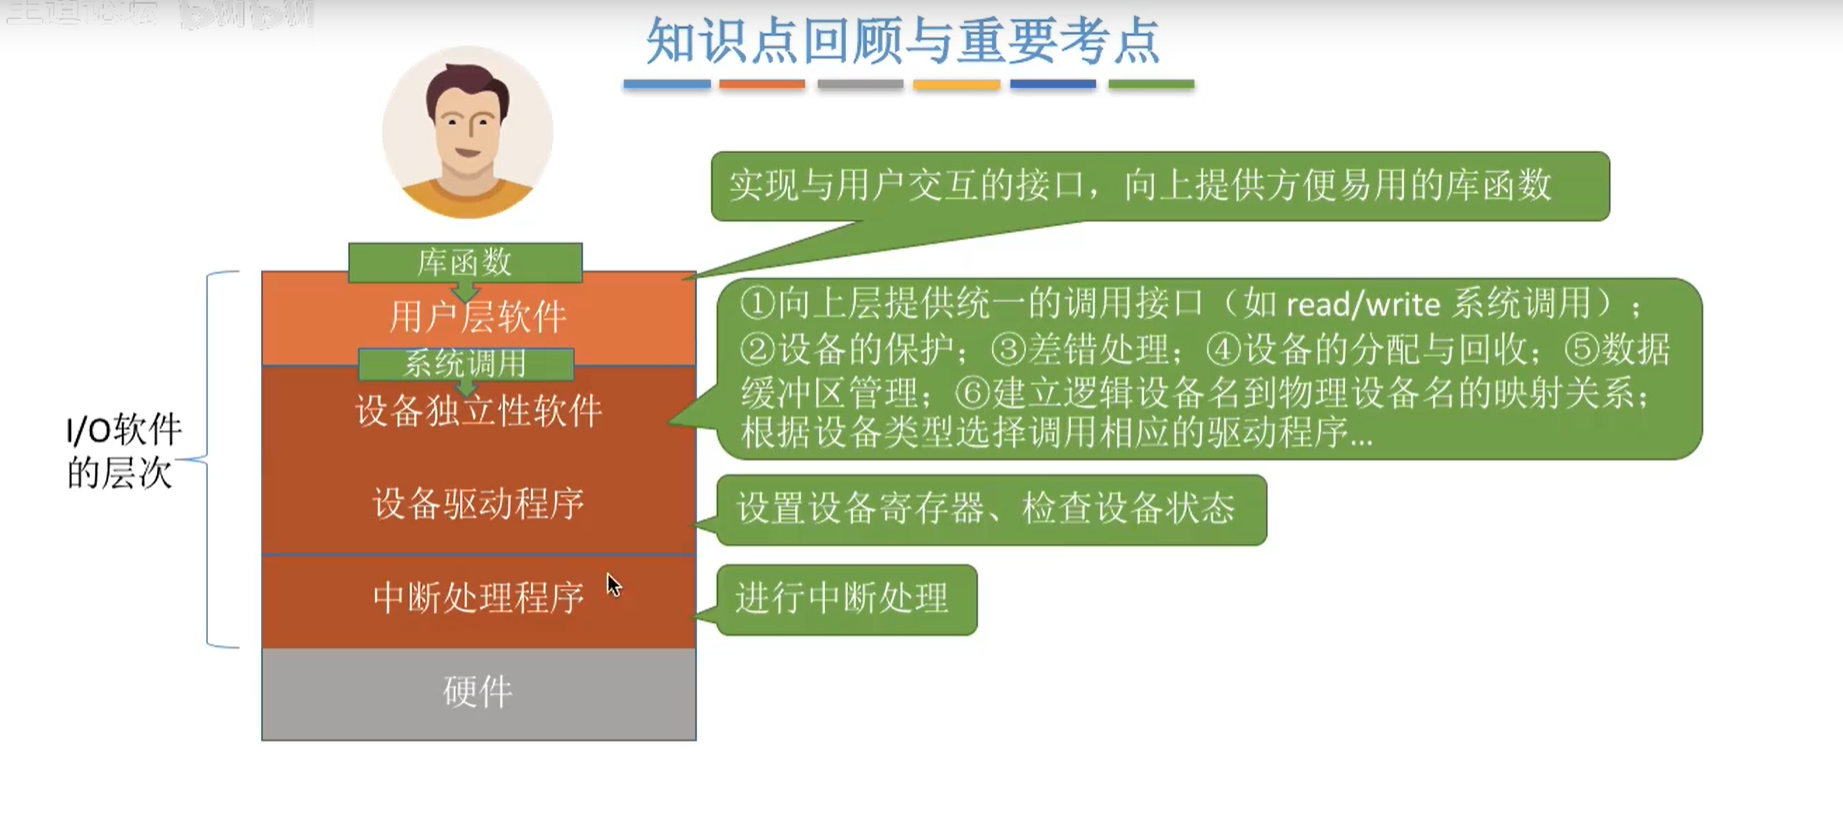 知识点回顾与重要考点
实现与用户交互的接口，向上提供方便易用的库函数
库函数
用户层软件
系统调用
设备独立性软件
①向上层提供统一的调用接口（如 read/write 系统调用）；
②设备的保护；③差错处理；④设备的分配与回收；⑤数据
缓冲区管理；⑥建立逻辑设备名到物理设备名的映射关系；
根据设备类型选择调用相应的驱动程序...
I/O软件
的层次
设备驱动程序
设置设备寄存器、检查设备状态
中断处理程序
进行中断处理
硬件